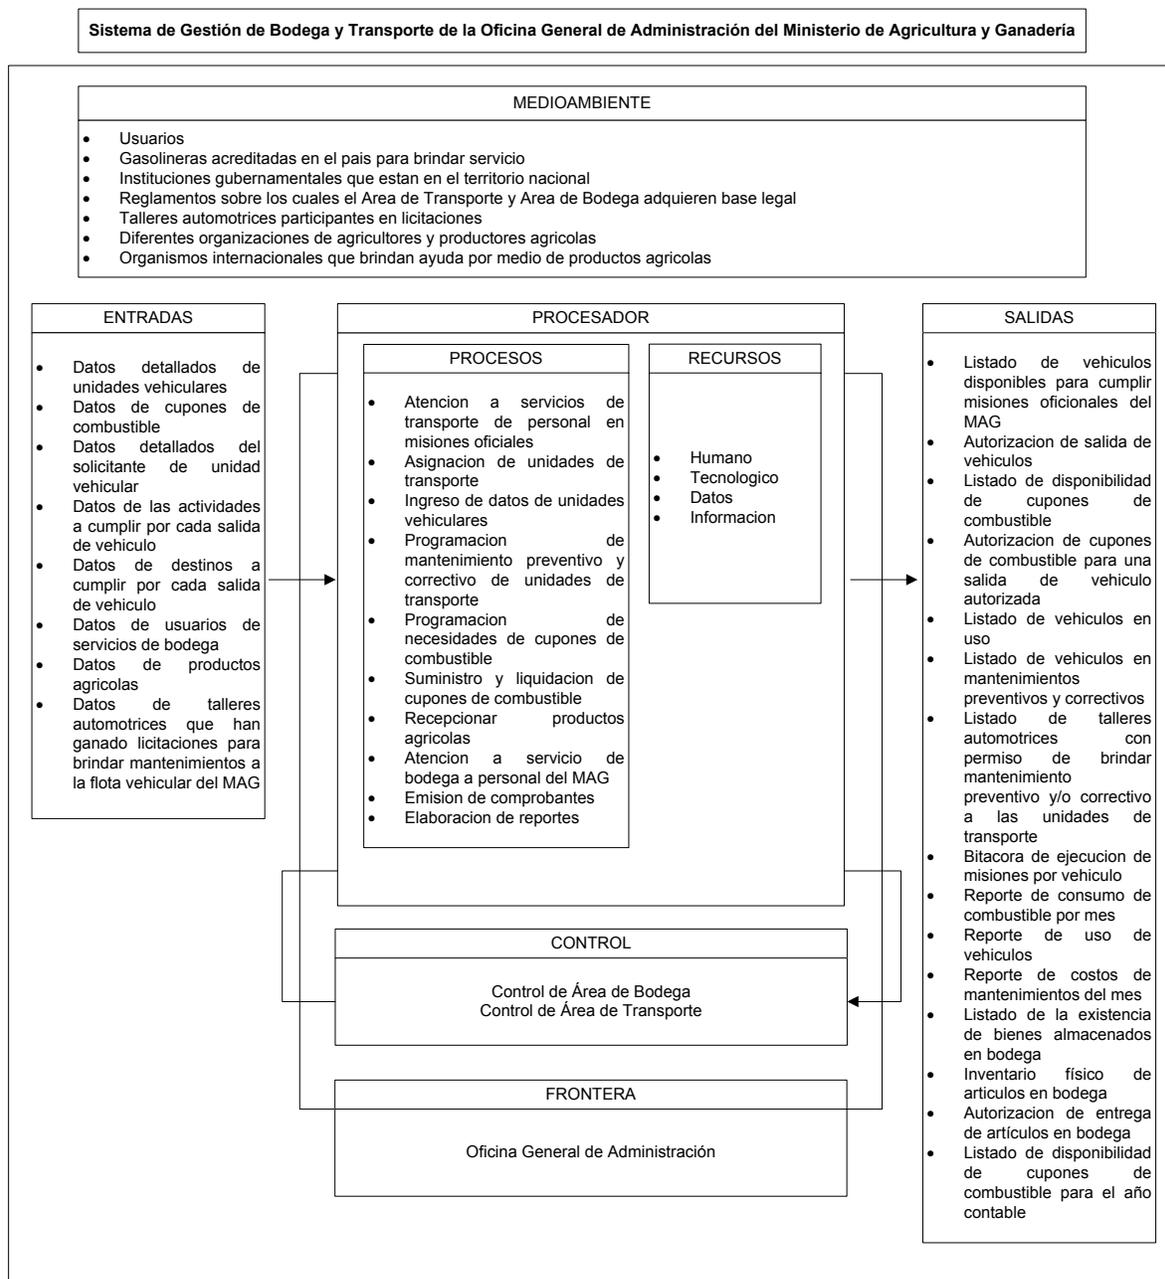 Sistema de Gestión de Bodega y Transporte de la Oficina General de Administración del Ministerio de Agricultura y Ganadería
MEDIOAMBIENTE
• Usuarios
• Gasolineras acreditadas en el pais para brindar servicio
• Instituciones gubernamentales que estan en el territorio nacional
• Reglamentos sobre los cuales el Area de Transporte y Area de Bodega adquieren base legal
• Talleres automotrices participantes en licitaciones
• Diferentes organizaciones de agricultores y productores agricolas
• Organismos internacionales que brindan ayuda por medio de productos agricolas
ENTRADAS
• Datos detallados de
unidades vehiculares
• Datos de cupones de
combustible
• Datos detallados del
solicitante de unidad
vehicular
• Datos de las actividades
a cumplir por cada salida
de vehiculo
• Datos de destinos a
cumplir por cada salida
de vehiculo
• Datos de usuarios de
servicios de bodega
• Datos de productos
agricolas
• Datos de talleres
automotrices que han
ganado licitaciones para
brindar mantenimientos a
la flota vehicular del MAG
PROCESADOR
PROCESOS
• Atencion a servicios de
transporte de personal en
misiones oficiales
• Asignacion de unidades de
transporte
• Ingreso de datos de unidades
vehiculares
• Programacion de
mantenimiento preventivo y
correctivo de unidades de
transporte
• Programacion de
necesidades de cupones de
combustible
• Suministro y liquidacion de
cupones de combustible
• Recepcionar productos
agricolas
• Atencion a servicio de
bodega a personal del MAG
• Emision de comprobantes
• Elaboracion de reportes
RECURSOS
• Humano
• Tecnologico
• Datos
• Informacion
SALIDAS
• Listado de vehiculos
disponibles para cumplir
misiones oficionales del
MAG
• Autorizacion de salida de
vehiculos
• Listado de disponibilidad
de cupones de
combustible
• Autorizacion de cupones
de combustible para una
salida de vehiculo
autorizada
• Listado de vehiculos en
uso
• Listado de vehiculos en
mantenimientos
preventivos y correctivos
• Listado de talleres
automotrices con
permiso de brindar
mantenimiento
preventivo y/o correctivo
a las unidades de
transporte
• Bitacora de ejecucion de
misiones por vehiculo
• Reporte de consumo de
combustible por mes
• Reporte de uso de
vehiculos
• Reporte de costos de
mantenimientos del mes
• Listado de la existencia
de bienes almacenados
en bodega
• Inventario físico de
articulos en bodega
• Autorizacion de entrega
de artículos en bodega
• Listado de disponibilidad
de cupones de
combustible para el año
contable
CONTROL
Control de Área de Bodega
Control de Área de Transporte
FRONTERA
Oficina General de Administración